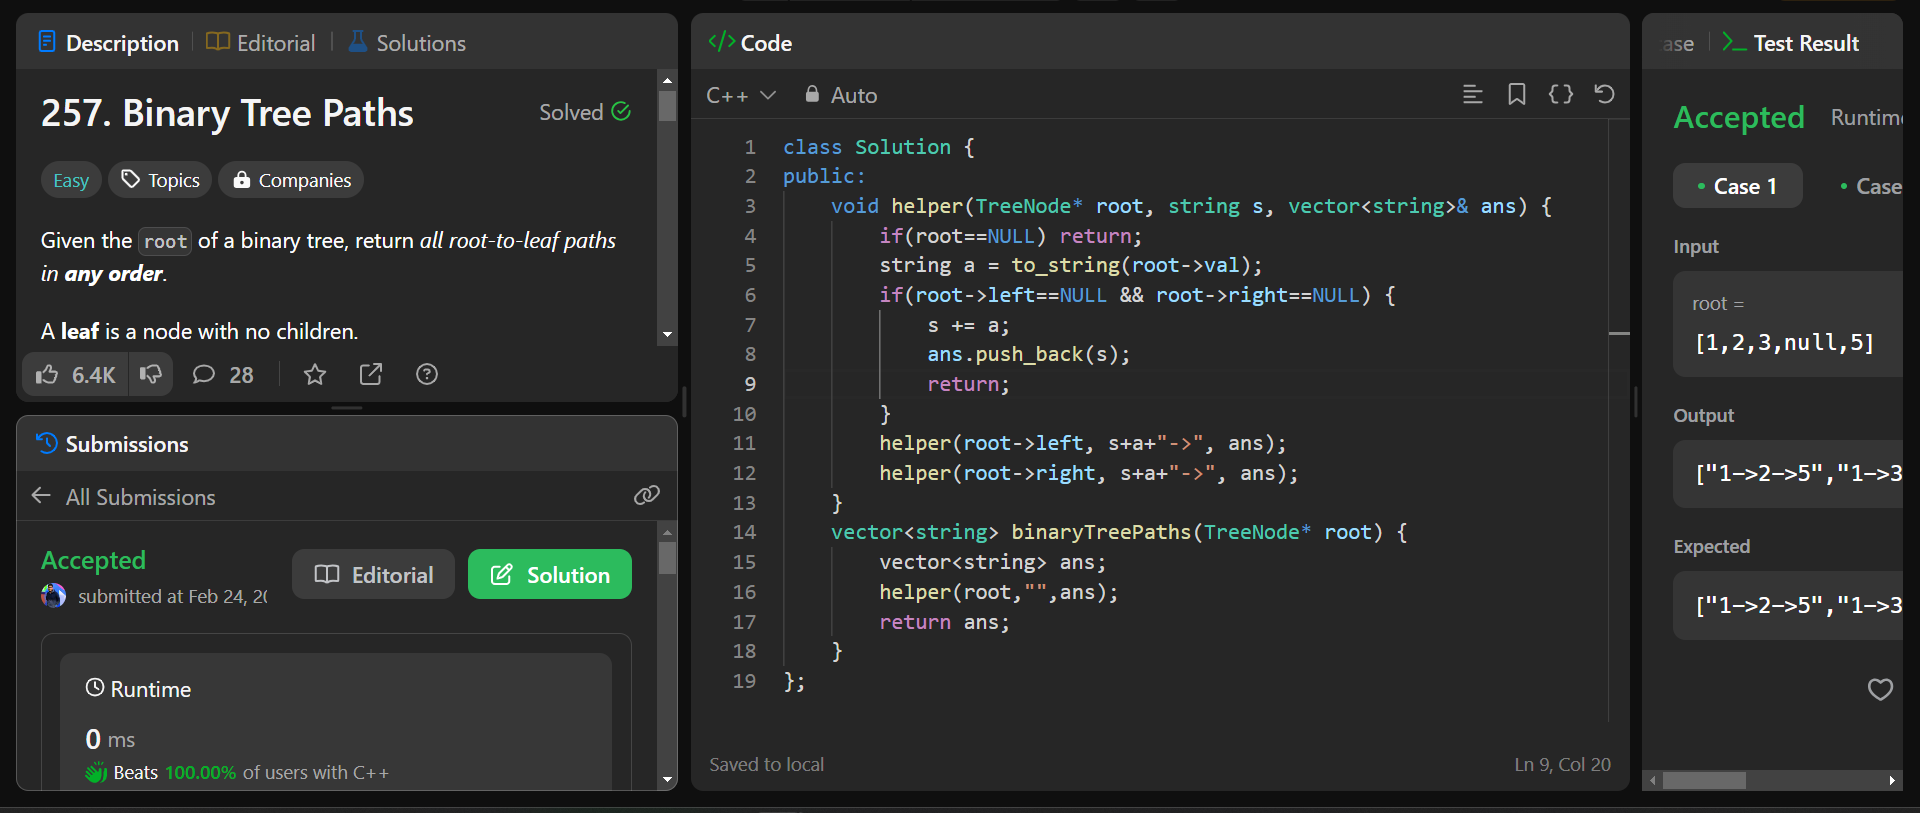 Description
Editorial
Solutions
257. Binary Tree Paths
Solved
Easy
Topics
Companies
Given the root of a binary tree, return all root-to-leaf paths
in any order.
A leaf is a node with no children.
6.4K
28
Submissions
All Submissions
Accepted
submitted at Feb 24,
Editorial
Solution
Runtime
0 ms
Beats 100.00% of users with C++
</> Code
C++
Auto
1 class Solution {
2 public:
3 void helper(TreeNode* root, string s, vector<string>& ans) {
4 if(root==NULL) return;
5 string a = to_string(root->val);
6 if(root->left==NULL && root->right==NULL) {
7 s += a;
8 ans.push_back(s);
9 return;
10 }
11 helper(root->left, s+a+"->", ans);
12 helper(root->right, s+a+"->", ans);
13 }
14 vector<string> binaryTreePaths(TreeNode* root) {
15 vector<string> ans;
16 helper(root,"",ans);
17 return ans;
18 }
19 };
Saved to local
Ln 9, Col 20
ase
Test Result
Accepted
Runtime
Case 1
Case
Input
root =
[1,2,3,null,5]
Output
["1->2->5","1->3
Expected
["1->2->5","1->3